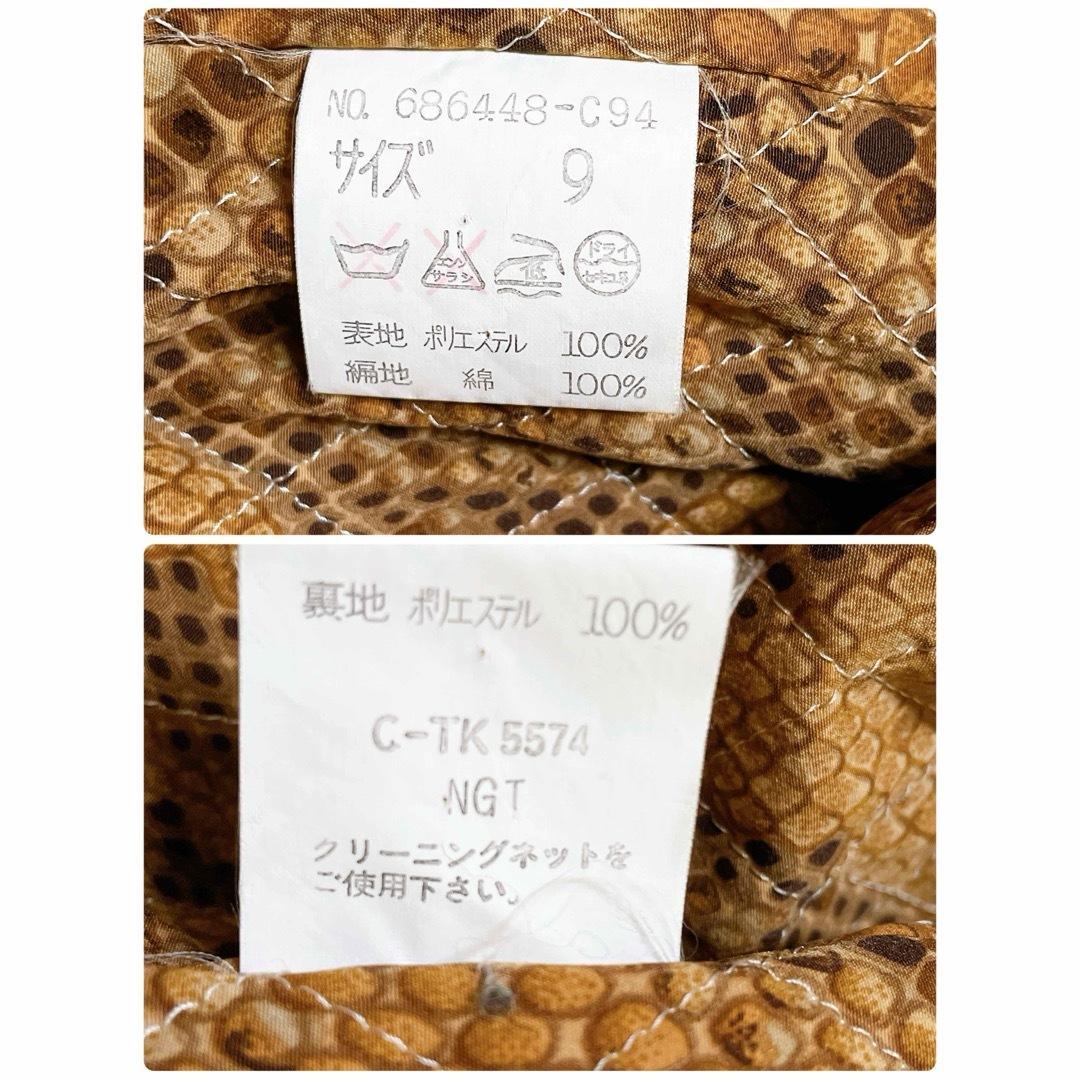 NO. 686448-C94
サイズ 9
エンソ
サラシ
低
ドライ
セキユ系
表地 ポリエステル 100%
編地 綿 100%
裏地 ポリエステル 100%
C-TK 5574
NGT
クリーニングネットを
ご使用下さい。